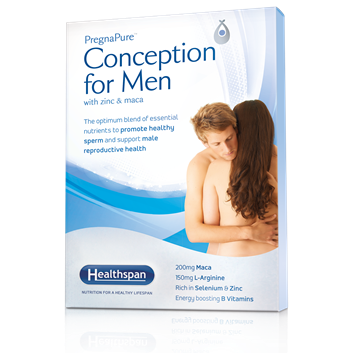 PregnaPure™
Conception
for Men
with zinc & maca
The optimum blend of essential
nutrients to promote healthy
sperm and support male
reproductive health
Healthspan
NUTRITION FOR A HEALTHY LIFESPAN
200mg Maca
150mg L-Arginine
Rich in Selenium & Zinc
Energy boosting B Vitamins